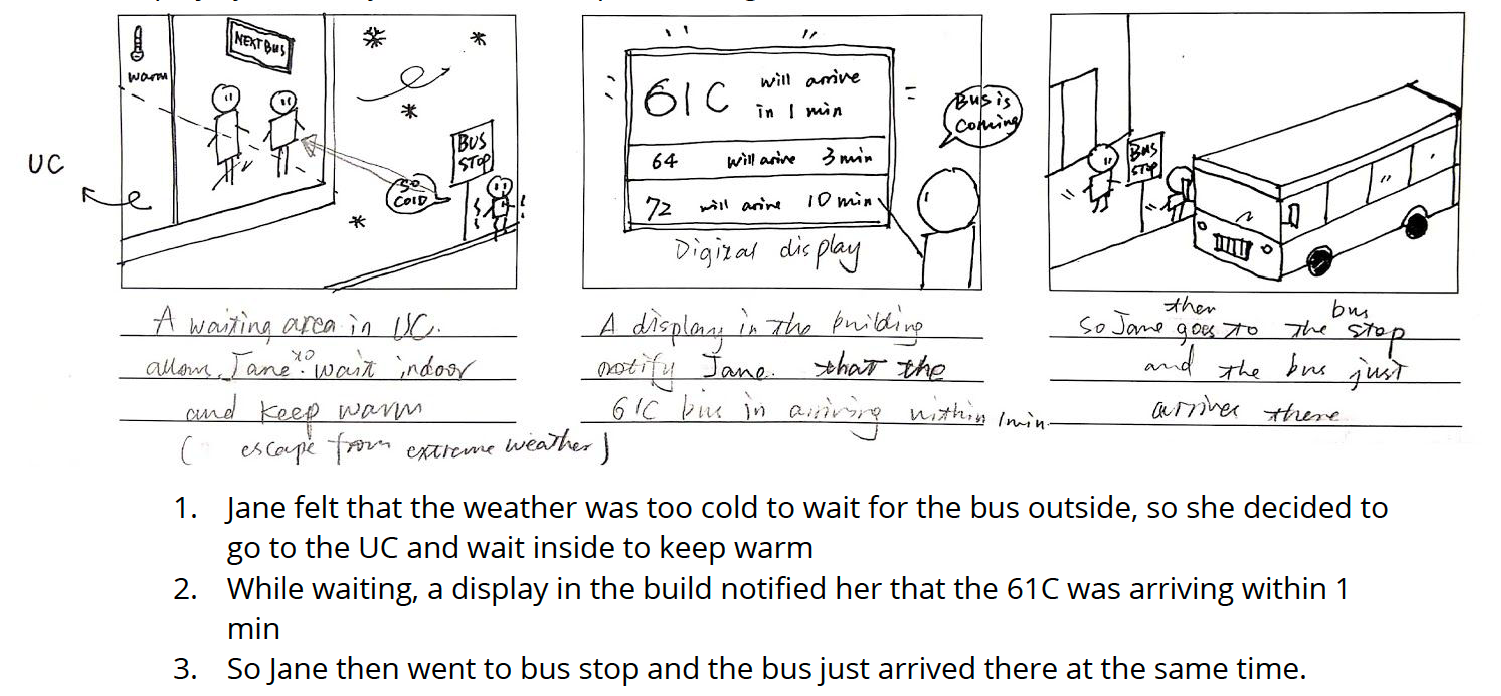 UC
warm
NEXT BUS
BUS
STOP
SO
COLD
A waiting area in UC.
allows Jane to wait indoor
and keep warm
( escape from extreme weather )
61C will arrive
in 1 min
64 will arive 3 min
72 will arive 10 min
Digital display
Bus is
coming
A display in the building
notify Jane. that the
61C bus in arriving within 1min.
BUS
STOP
So Jane then goes to the bus stop
and the bus just
arrives there
1. Jane felt that the weather was too cold to wait for the bus outside, so she decided to
go to the UC and wait inside to keep warm
2. While waiting, a display in the build notified her that the 61C was arriving within 1
min
3. So Jane then went to bus stop and the bus just arrived there at the same time.